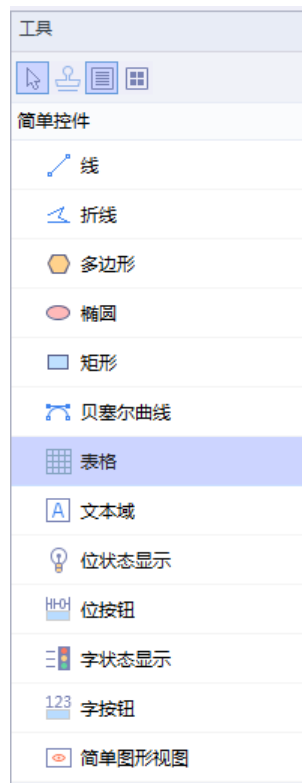 工具
简单控件
线
折线
多边形
椭圆
矩形
贝塞尔曲线
表格
A 文本域
位状态显示
位按钮
字状态显示
123 字按钮
简单图形视图